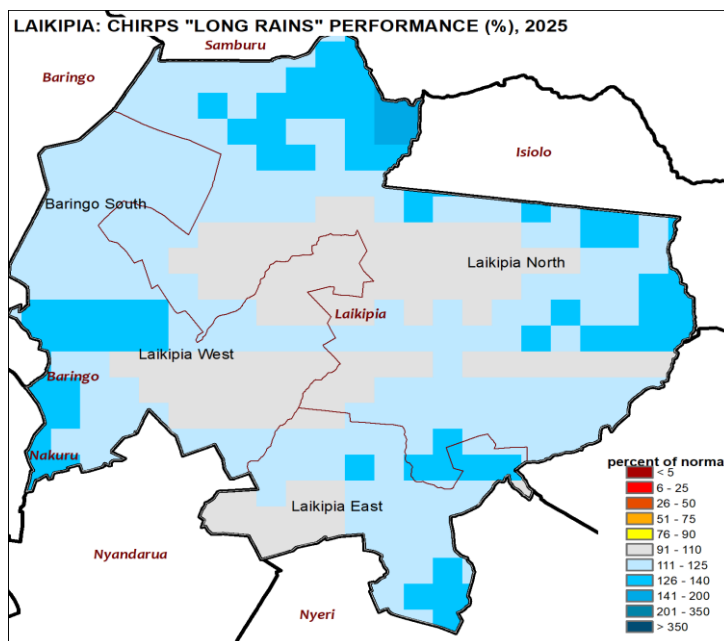 LAIKIPIA: CHIRPS "LONG RAINS" PERFORMANCE (%), 2025
Samburu
Baringo
Isiolo
Baringo South
Laikipia North
Laikipia
Laikipia West
Baringo
Nakuru
Laikipia East
Nyandarua
Nyeri
percent of norma
< 5
6 - 25
26 - 50
51 - 75
76 - 90
91 - 110
111 - 125
126 - 140
141 - 200
201 - 350
> 350